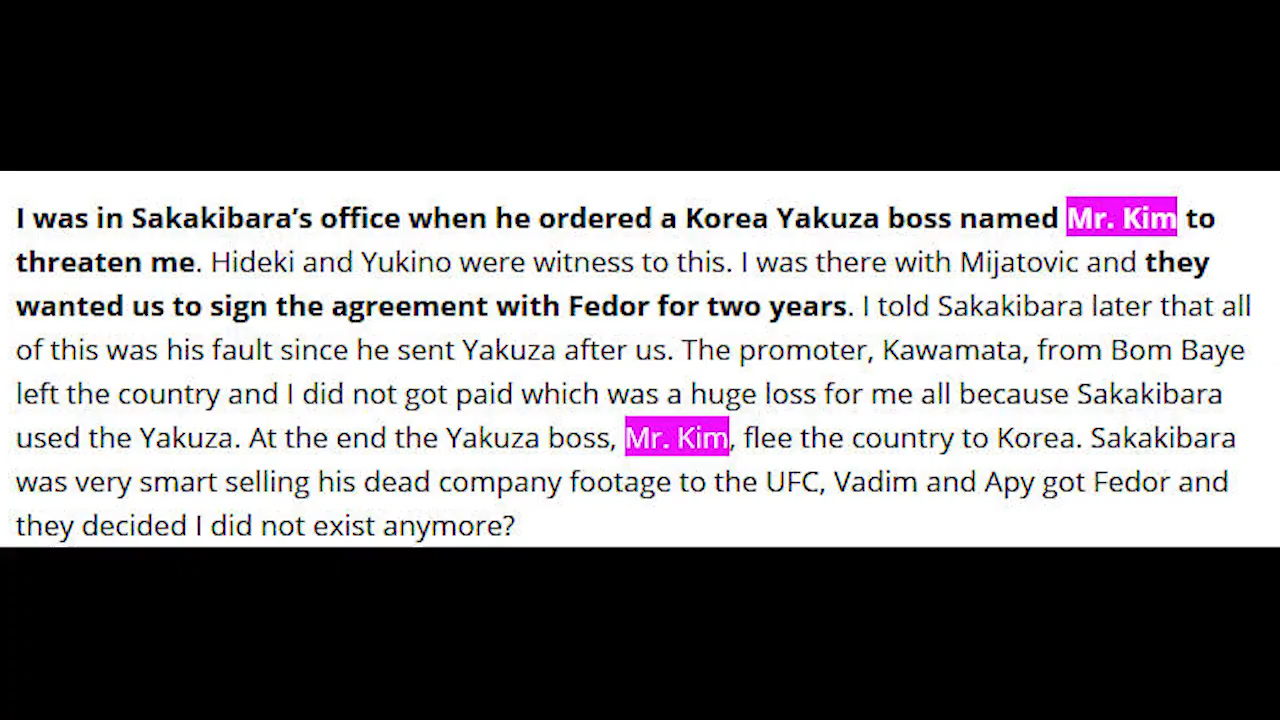 I was in Sakakibara’s office when he ordered a Korea Yakuza boss named Mr. Kim to
threaten me. Hideki and Yukino were witness to this. I was there with Mijatovic and they
wanted us to sign the agreement with Fedor for two years. I told Sakakibara later that all
of this was his fault since he sent Yakuza after us. The promoter, Kawamata, from Bom Baye
left the country and I did not got paid which was a huge loss for me all because Sakakibara
used the Yakuza. At the end the Yakuza boss, Mr. Kim, flee the country to Korea. Sakakibara
was very smart selling his dead company footage to the UFC, Vadim and Apy got Fedor and
they decided I did not exist anymore?